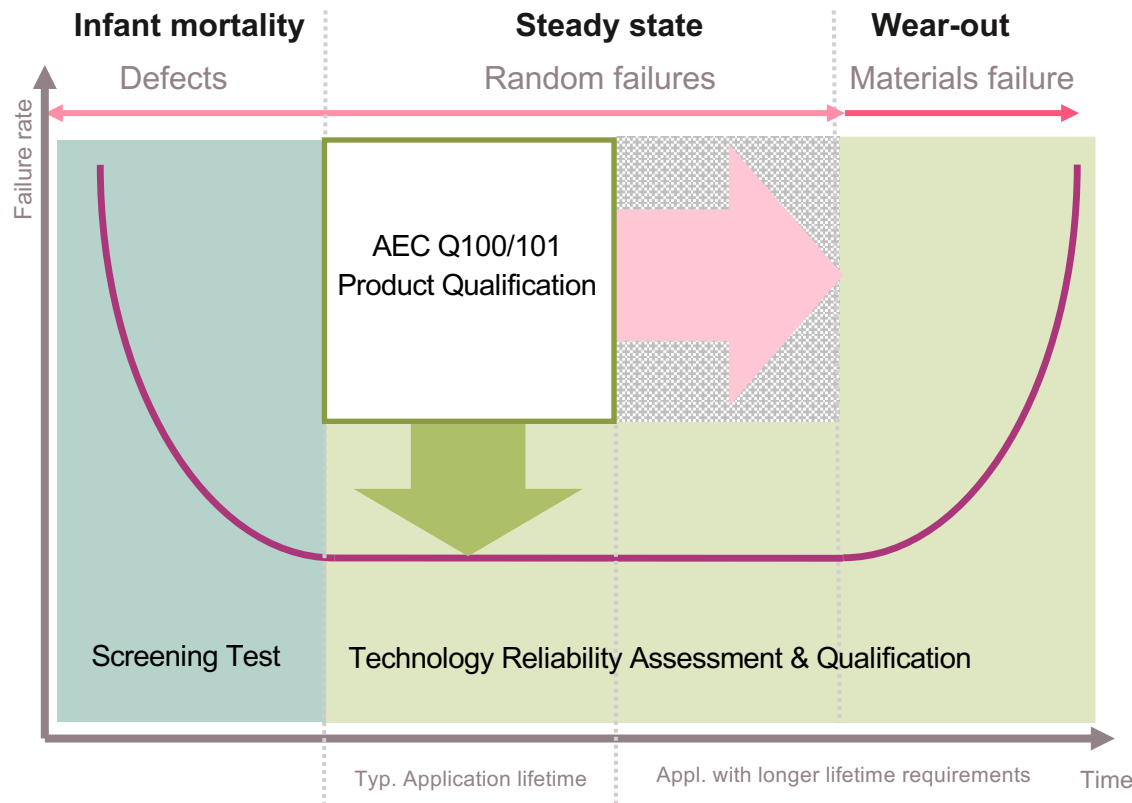 Infant mortality
Steady state
Wear-out
Defects
Random failures
Materials failure
Failure rate
AEC Q100/101
Product Qualification
Screening Test
Technology Reliability Assessment & Qualification
Typ. Application lifetime
Appl. with longer lifetime requirements
Time